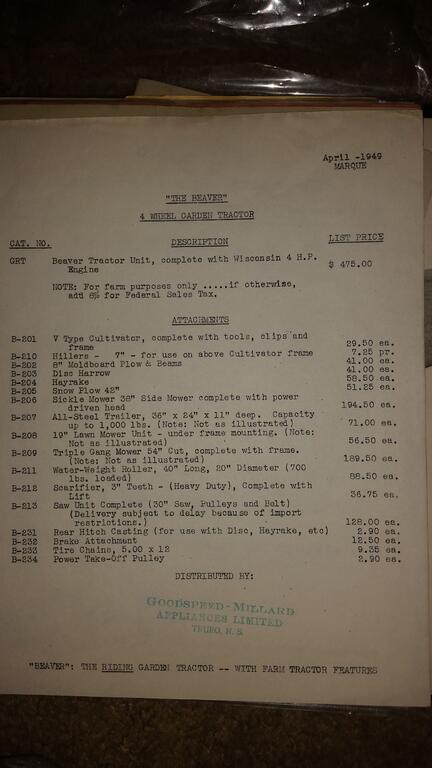 April -1949
MARQUE
"THE BEAVER"
4 WHEEL GARDEN TRACTOR
CAT. NO. DESCRIPTION LIST PRICE
GRT Beaver Tractor Unit, complete with Wisconsin 4 H.P.
Engine $ 475.00
NOTE: For farm purposes only .....if otherwise,
add 8% for Federal Sales Tax.
ATTACHMENTS
B-201 V Type Cultivator, complete with tools, clips and
frame 29.50 ea.
B-210 Hillers - 7" - for use on above Cultivator frame 7.25 pr.
B-202 8" Moldboard Plow & Beams 41.00 ea.
B-203 Disc Harrow 41.00 ea.
B-204 Hayrake 58.50 ea.
B-205 Snow Plow 42" 51.25 ea.
B-206 Sickle Mower 38" Side Mower complete with power
driven head 194.50 ea.
B-207 All-Steel Trailer, 36" x 24" x 11" deep. Capacity
up to 1,000 lbs. (Note: Not as illustrated) 71.00 ea.
B-208 19" Lawn Mower Unit - under frame mounting. (Note:
Not as illustrated) 56.50 ea.
B-209 Triple Gang Mower 54" Cut, complete with frame.
(Note: Not as illustrated) 189.50 ea.
B-211 Water-Weight Roller, 40" Long, 20" Diameter (700
lbs. loaded) 88.50 ea.
B-212 Scarifier, 3" Teeth - (Heavy Duty), Complete with
Lift 36.75 ea.
B-213 Saw Unit Complete (30" Saw, Pulleys and Belt)
(Delivery subject to delay because of import
restrictions.) 128.00 ea.
B-231 Rear Hitch Casting (for use with Disc, Hayrake, etc) 2.90 ea.
B-232 Brake Attachment 12.50 ea.
B-233 Tire Chains, 5.00 x 12 9.35 ea.
B-234 Power Take-Off Pulley 2.90 ea.
DISTRIBUTED BY:
GOODSPEED-MILLARD
APPLIANCES LIMITED
TRURO, N. S.
"BEAVER": THE RIDING GARDEN TRACTOR -- WITH FARM TRACTOR FEATURES